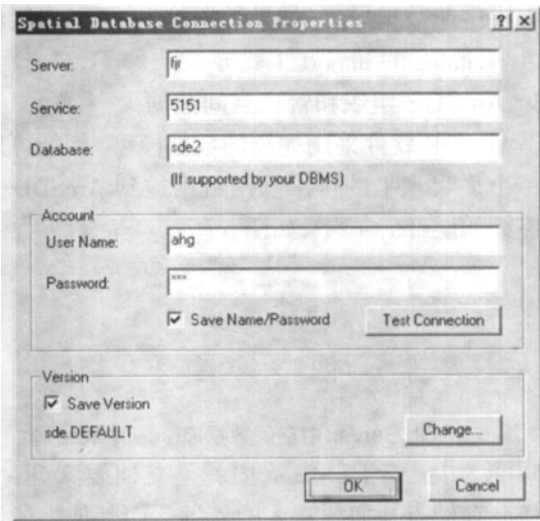 Spatial Database Connection Properties
Server: fjr
Service: 5151
Database: sde2
(If supported by your DBMS)
Account
User Name: ahg
Password: ***
Save Name/Password Test Connection
Version
Save Version
sde.DEFAULT Change...
OK Cancel